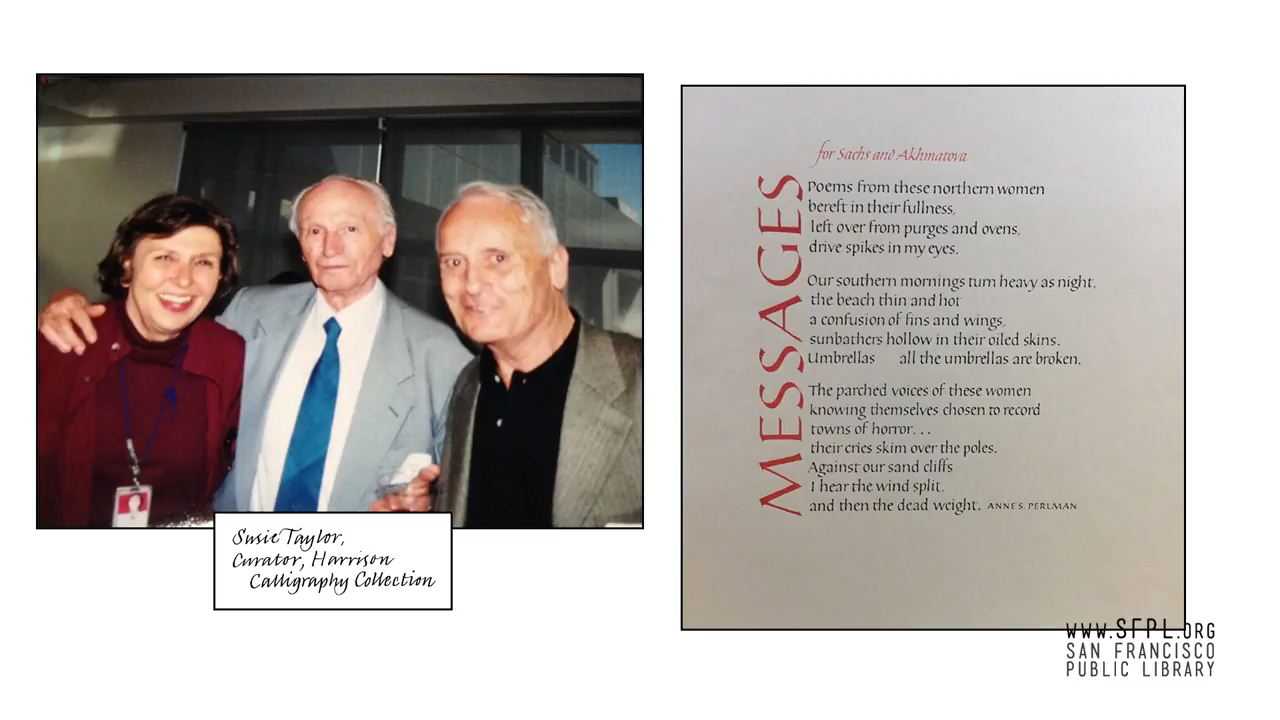 Susie Taylor,
Curator, Harrison
Calligraphy Collection
MESSAGES
for Sachs and Akhmatova
Poems from these northern women
bereft in their fullness,
left over from purges and ovens,
drive spikes in my eyes.
Our southern mornings turn heavy as night,
the beach thin and hot
a confusion of fins and wings,
sunbathers hollow in their oiled skins.
Umbrellas all the umbrellas are broken.
The parched voices of these women
knowing themselves chosen to record
towns of horror...
their cries skim over the poles.
Against our sand cliffs
I hear the wind split,
and then the dead weight. ANNE S. PERLMAN
WWW.SFPL.ORG
SAN FRANCISCO
PUBLIC LIBRARY